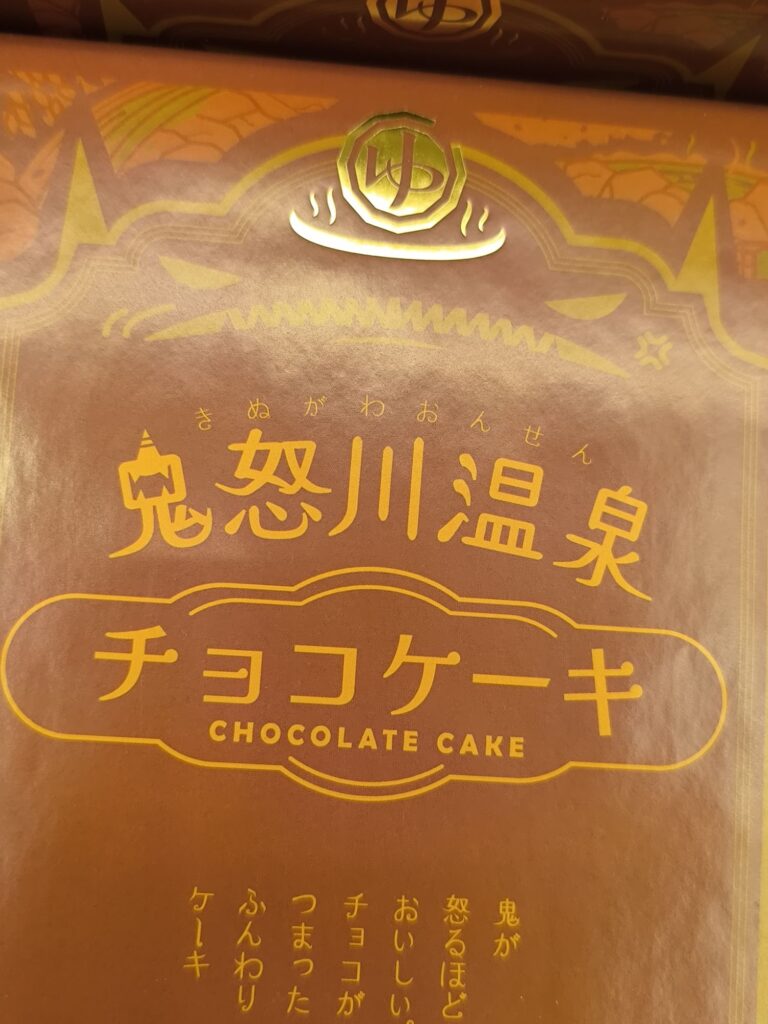 ゆ
ゆ
きぬがわおんせん
鬼怒川温泉
チョコケーキ
CHOCOLATE CAKE
鬼が
怒るほど
おいしい。
チョコが
つまった
ふんわり
ケーキ